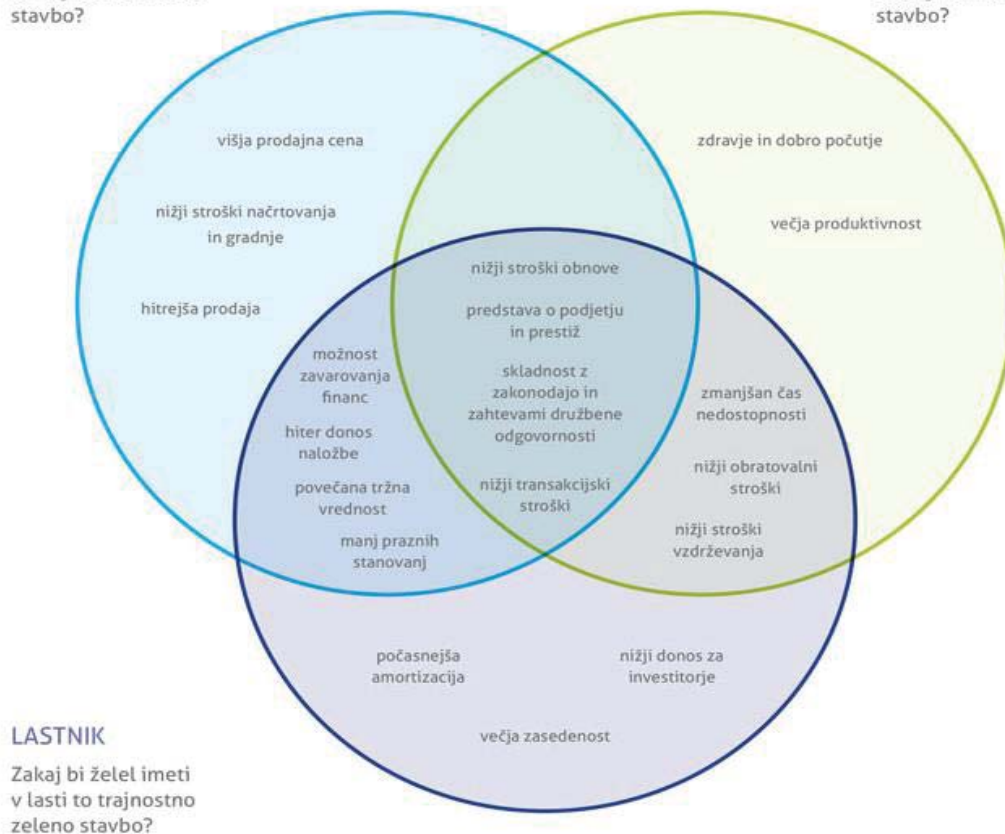 stavbo?
stavbo?
višja prodajna cena
nižji stroški načrtovanja
in gradnje
hitrejša prodaja
zdravje in dobro počutje
večja produktivnost
nižji stroški obnove
predstava o podjetju
in prestiž
skladnost z
zakonodajo in
zahtevami družbene
odgovornosti
nižji transakcijski
stroški
možnost
zavarovanja
financ
hiter donos
naložbe
povečana tržna
vrednost
manj praznih
stanovanj
zmanjšan čas
nedostopnosti
nižji obratovalni
stroški
nižji stroški
vzdrževanja
počasnejša
amortizacija
nižji donos za
investitorje
večja zasedenost
LASTNIK
Zakaj bi želel imeti
v lasti to trajnostno
zeleno stavbo?